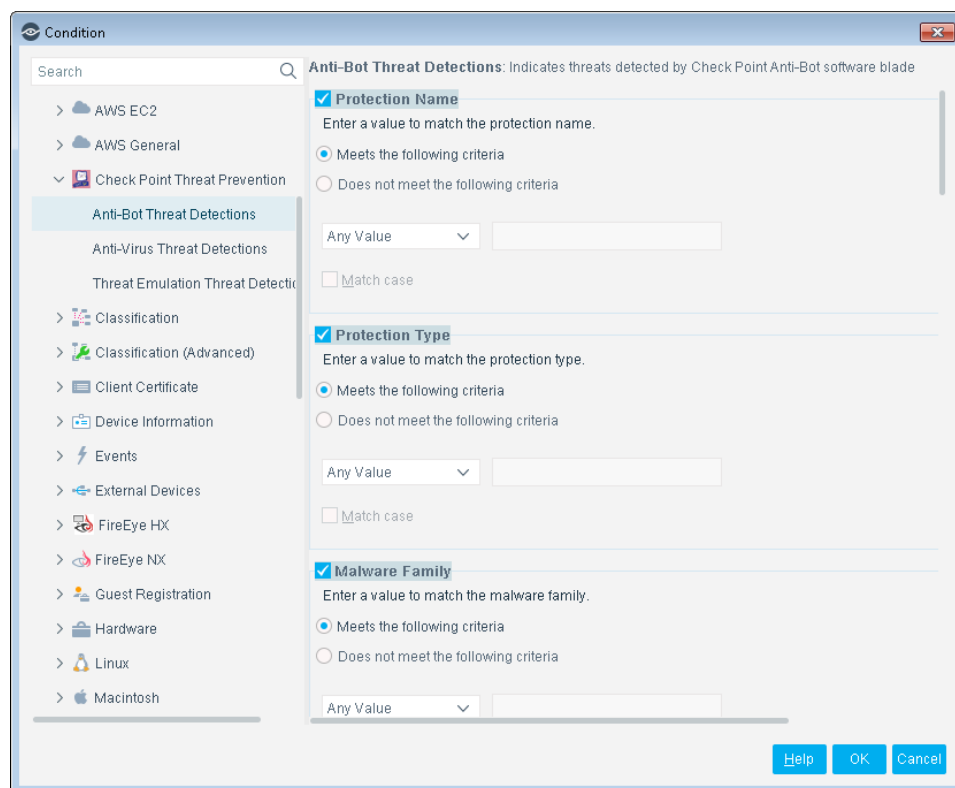 Condition
Search
AWS EC2
AWS General
Check Point Threat Prevention
Anti-Bot Threat Detections
Anti-Virus Threat Detections
Threat Emulation Threat Detectic
Classification
Classification (Advanced)
Client Certificate
Device Information
Events
External Devices
FireEye HX
FireEye NX
Guest Registration
Hardware
Linux
Macintosh
Anti-Bot Threat Detections: Indicates threats detected by Check Point Anti-Bot software blade
Protection Name
Enter a value to match the protection name.
Meets the following criteria
Does not meet the following criteria
Any Value
Match case
Protection Type
Enter a value to match the protection type.
Meets the following criteria
Does not meet the following criteria
Any Value
Match case
Malware Family
Enter a value to match the malware family.
Meets the following criteria
Does not meet the following criteria
Any Value
Help OK Cancel